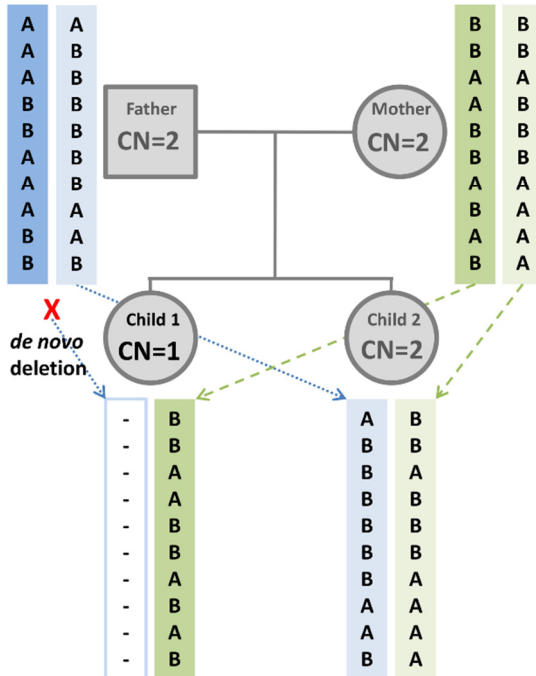 A A B B
A B B B
A B A A
B B A B
Father Mother
B B B B
CN=2 CN=2
A B B B
A B A A
A A B A
B A A A
B B B A
X
de novo
deletion
Child 1 Child 2
CN=1 CN=2
- B A B
- B B B
- A B A
- A B B
- B B B
- B B B
- A B A
- B A A
- A A A
- B B A